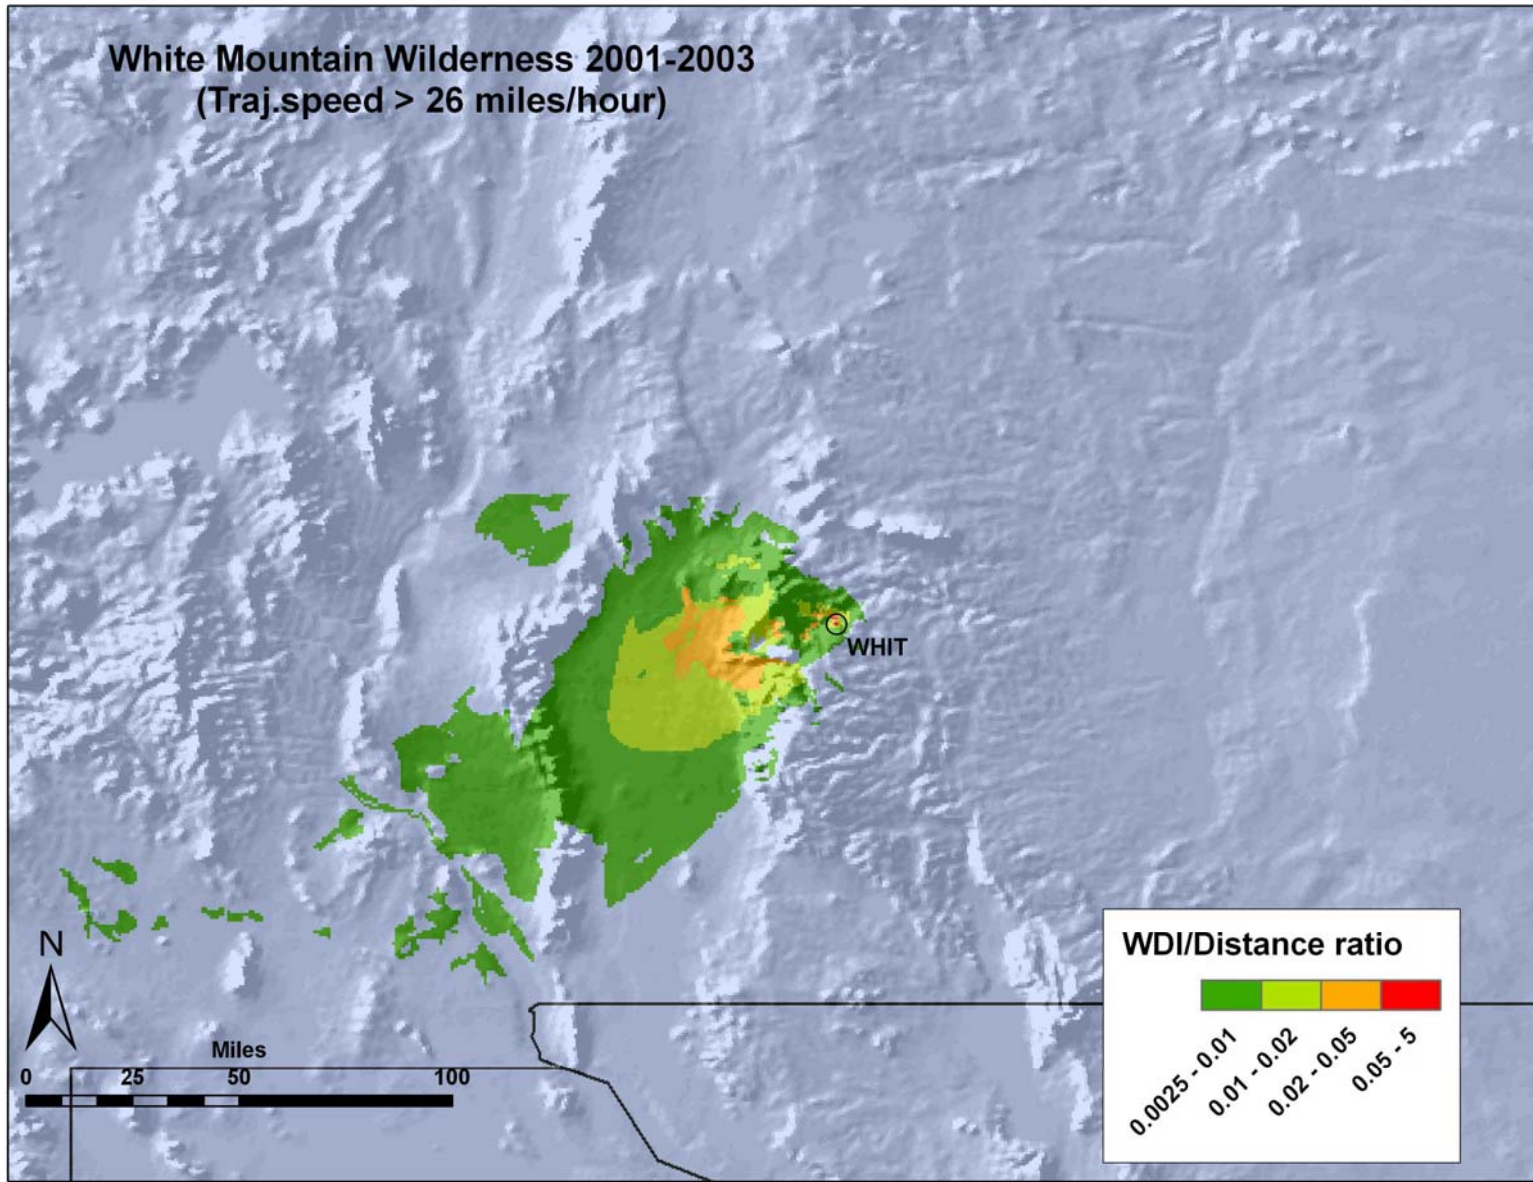 White Mountain Wilderness 2001-2003
(Traj.speed > 26 miles/hour)
WHIT
N
Miles
0 25 50 100
WDI/Distance ratio
0.0025 - 0.01
0.01 - 0.02
0.02 - 0.05
0.05 - 5